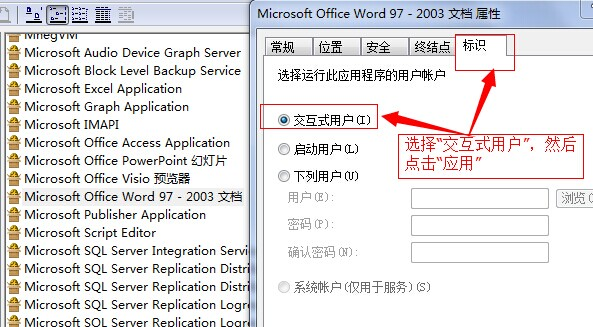 MinegVM
Microsoft Audio Device Graph Server
Microsoft Block Level Backup Service
Microsoft Excel Application
Microsoft Graph Application
Microsoft IMAPI
Microsoft Office Access Application
Microsoft Office PowerPoint 幻灯片
Microsoft Office Visio 预览器
Microsoft Office Word 97 - 2003 文档
Microsoft Publisher Application
Microsoft Script Editor
Microsoft SQL Server Integration Servi
Microsoft SQL Server Replication Distri
Microsoft SQL Server Replication Distri
Microsoft SQL Server Replication Logre
Microsoft SQL Server Replication Logre
Microsoft Office Word 97 - 2003 文档 属性
常规 位置 安全 终结点 标识
选择运行此应用程序的用户帐户
交互式用户(I)
启动用户(L)
下列用户(U)
用户(E):
浏览(
密码(P):
确认密码(N):
系统帐户(仅用于服务)(S)
选择“交互式用户”，然后
点击“应用”